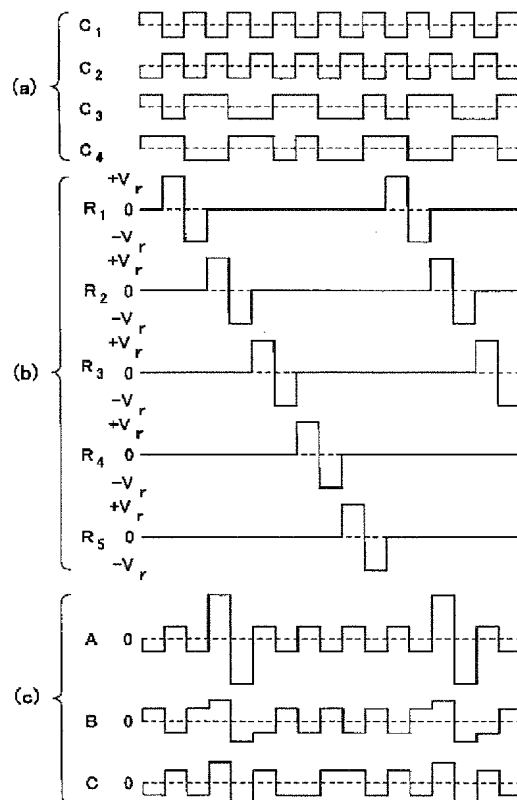 (a)
C1
C2
C3
C4
(b)
+Vr
R1 0
−Vr
+Vr
R2 0
−Vr
+Vr
R3 0
−Vr
+Vr
R4 0
−Vr
+Vr
R5 0
−Vr
(c)
A 0
B 0
C 0